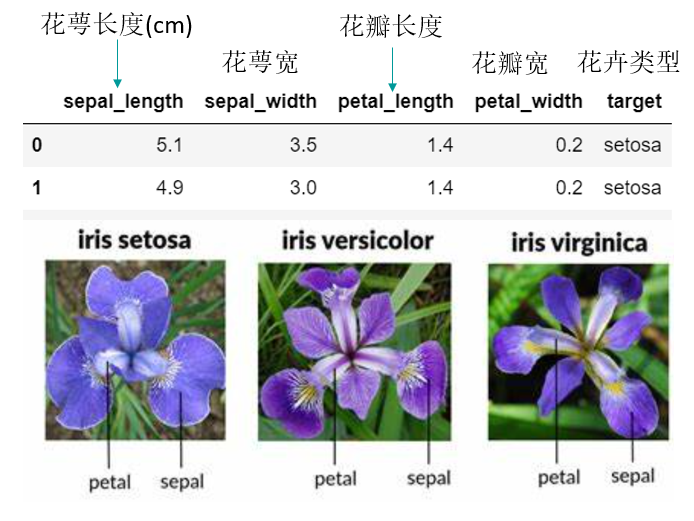 花萼长度(cm)
花瓣长度
花萼宽
花瓣宽
花卉类型
sepal_length sepal_width petal_length petal_width target
0 5.1 3.5 1.4 0.2 setosa
1 4.9 3.0 1.4 0.2 setosa
iris setosa
iris versicolor
iris virginica
petal sepal
petal sepal
petal sepal